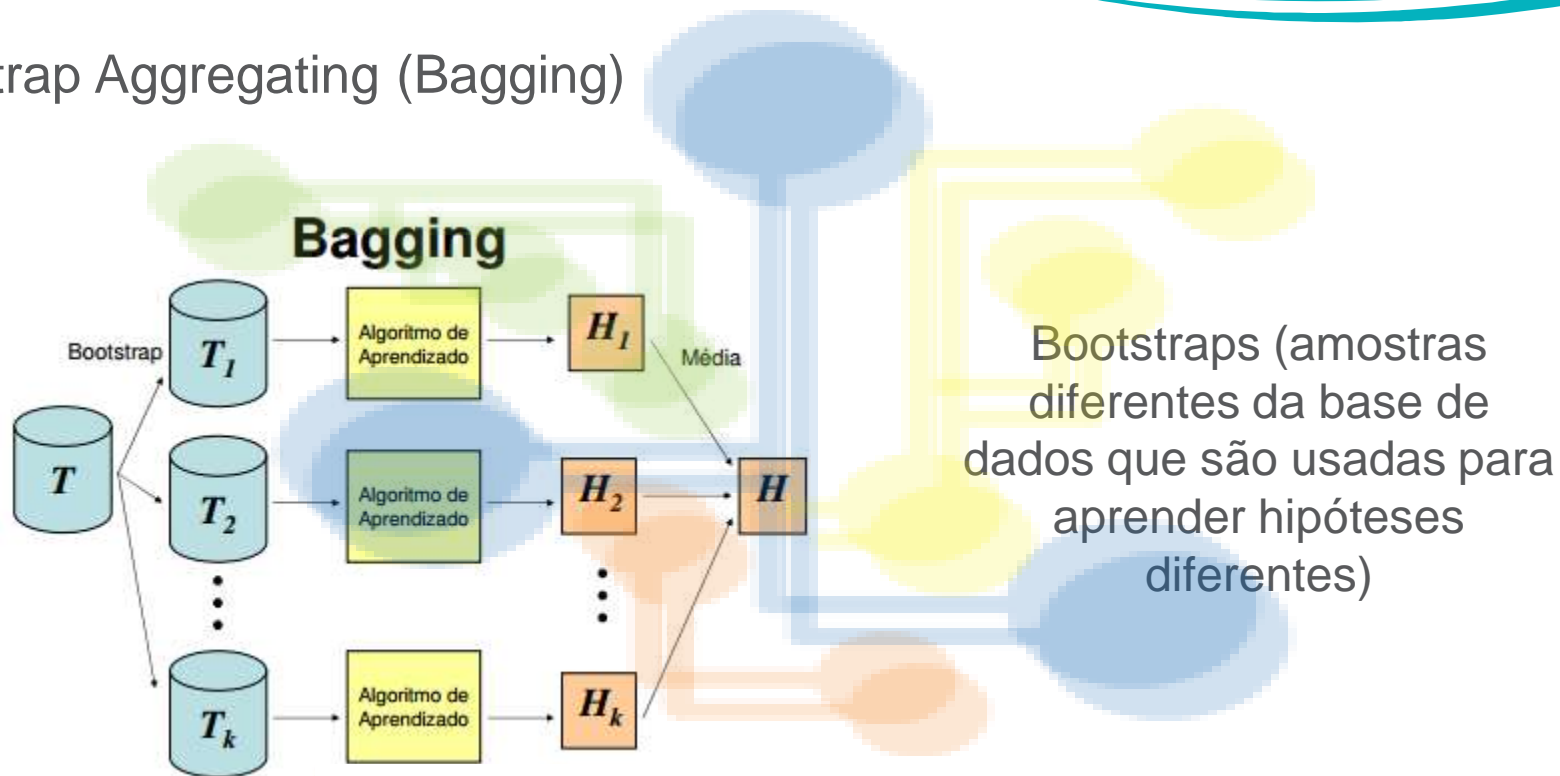 trap Aggregating (Bagging)
Bagging
Bootstrap
T
T1
Algoritmo de
Aprendizado
H1
Média
T2
Algoritmo de
Aprendizado
H2
H
Tk
Algoritmo de
Aprendizado
Hk
Bootstraps (amostras
diferentes da base de
dados que são usadas para
aprender hipóteses
diferentes)